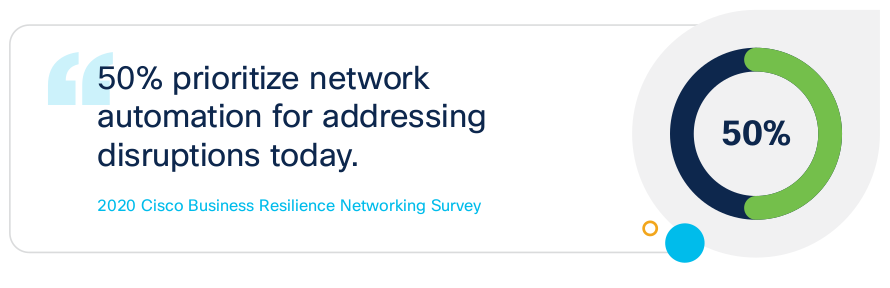 50% prioritize network
automation for addressing
disruptions today.
2020 Cisco Business Resilience Networking Survey
50%